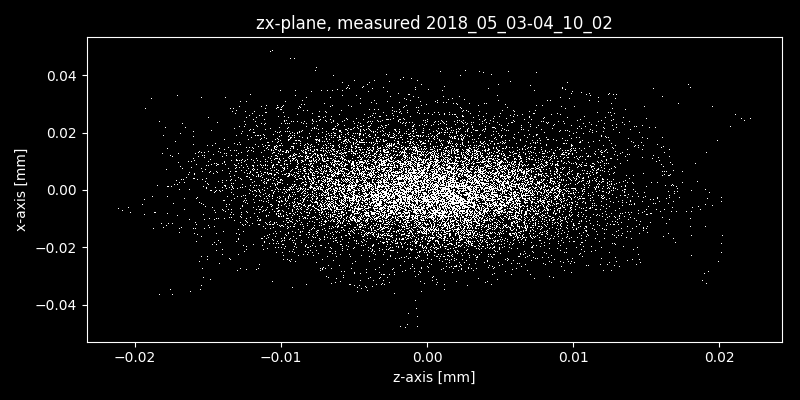 zx-plane, measured 2018_05_03-04_10_02
0.04
0.02
0.00
−0.02
−0.04
x-axis [mm]
−0.02 −0.01 0.00 0.01 0.02
z-axis [mm]